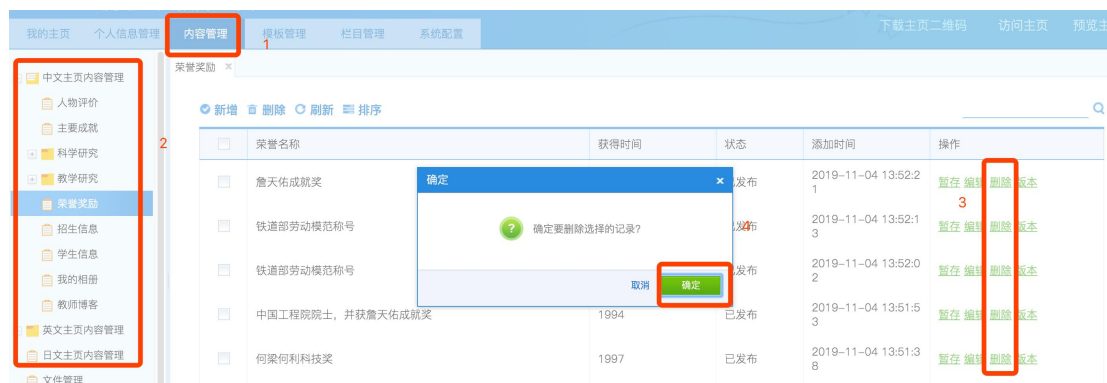 下载主页二维码 访问主页 预览主
我的主页 个人信息管理 内容管理 模板管理 栏目管理 系统配置
1
荣誉奖励 ×
中文主页内容管理
人物评价
主要成就
科学研究
教学研究
荣誉奖励
招生信息
学生信息
我的相册
教师博客
英文主页内容管理
日文主页内容管理
文件管理
2
新增 删除 刷新 排序
荣誉名称 获得时间 状态 添加时间 操作
詹天佑成就奖 已发布 2019-11-04 13:52:2
1
暂存 编辑 删除 版本
3
铁道部劳动模范称号 发布 2019-11-04 13:52:1
3
暂存 编辑 删除 版本
铁道部劳动模范称号 发布 2019-11-04 13:52:0
2
暂存 编辑 删除 版本
中国工程院院士，并获詹天佑成就奖 1994 已发布 2019-11-04 13:51:5
3
暂存 编辑 删除 版本
何梁何利科技奖 1997 已发布 2019-11-04 13:51:3
8
暂存 编辑 删除 版本
确定 ×
? 确定要删除选择的记录?
4
取消 确定